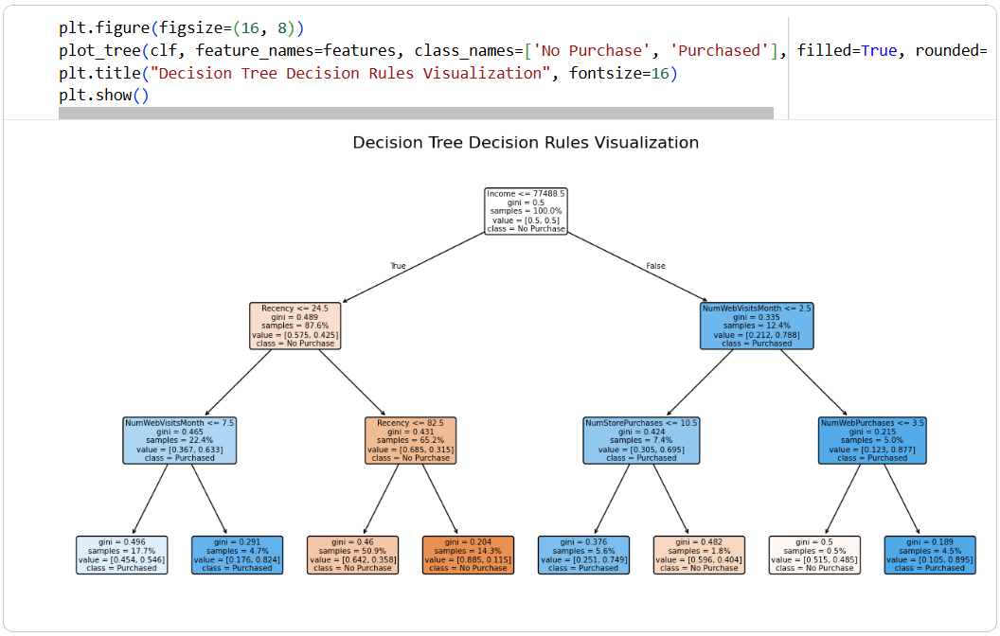 plt.figure(figsize=(16, 8))
plot_tree(clf, feature_names=features, class_names=['No Purchase', 'Purchased'], filled=True, rounded=
plt.title("Decision Tree Decision Rules Visualization", fontsize=16)
plt.show()
Decision Tree Decision Rules Visualization
Income <= 77488.5
gini = 0.5
samples = 100.0%
value = [0.5, 0.5]
class = No Purchase
True
False
Recency <= 24.5
gini = 0.489
samples = 87.6%
value = [0.575, 0.425]
class = No Purchase
NumWebVisitsMonth <= 2.5
gini = 0.335
samples = 12.4%
value = [0.212, 0.788]
class = Purchased
NumWebVisitsMonth <= 7.5
gini = 0.465
samples = 22.4%
value = [0.367, 0.633]
class = Purchased
Recency <= 82.5
gini = 0.431
samples = 65.2%
value = [0.685, 0.315]
class = No Purchase
NumStorePurchases <= 10.5
gini = 0.424
samples = 7.4%
value = [0.305, 0.695]
class = Purchased
NumWebPurchases <= 3.5
gini = 0.215
samples = 5.0%
value = [0.123, 0.877]
class = Purchased
gini = 0.496
samples = 17.7%
value = [0.454, 0.546]
class = Purchased
gini = 0.291
samples = 4.7%
value = [0.176, 0.824]
class = Purchased
gini = 0.46
samples = 50.9%
value = [0.642, 0.358]
class = No Purchase
gini = 0.204
samples = 14.3%
value = [0.885, 0.115]
class = No Purchase
gini = 0.376
samples = 5.6%
value = [0.251, 0.749]
class = Purchased
gini = 0.482
samples = 1.8%
value = [0.596, 0.404]
class = No Purchase
gini = 0.5
samples = 0.5%
value = [0.515, 0.485]
class = No Purchase
gini = 0.189
samples = 4.5%
value = [0.105, 0.895]
class = Purchased